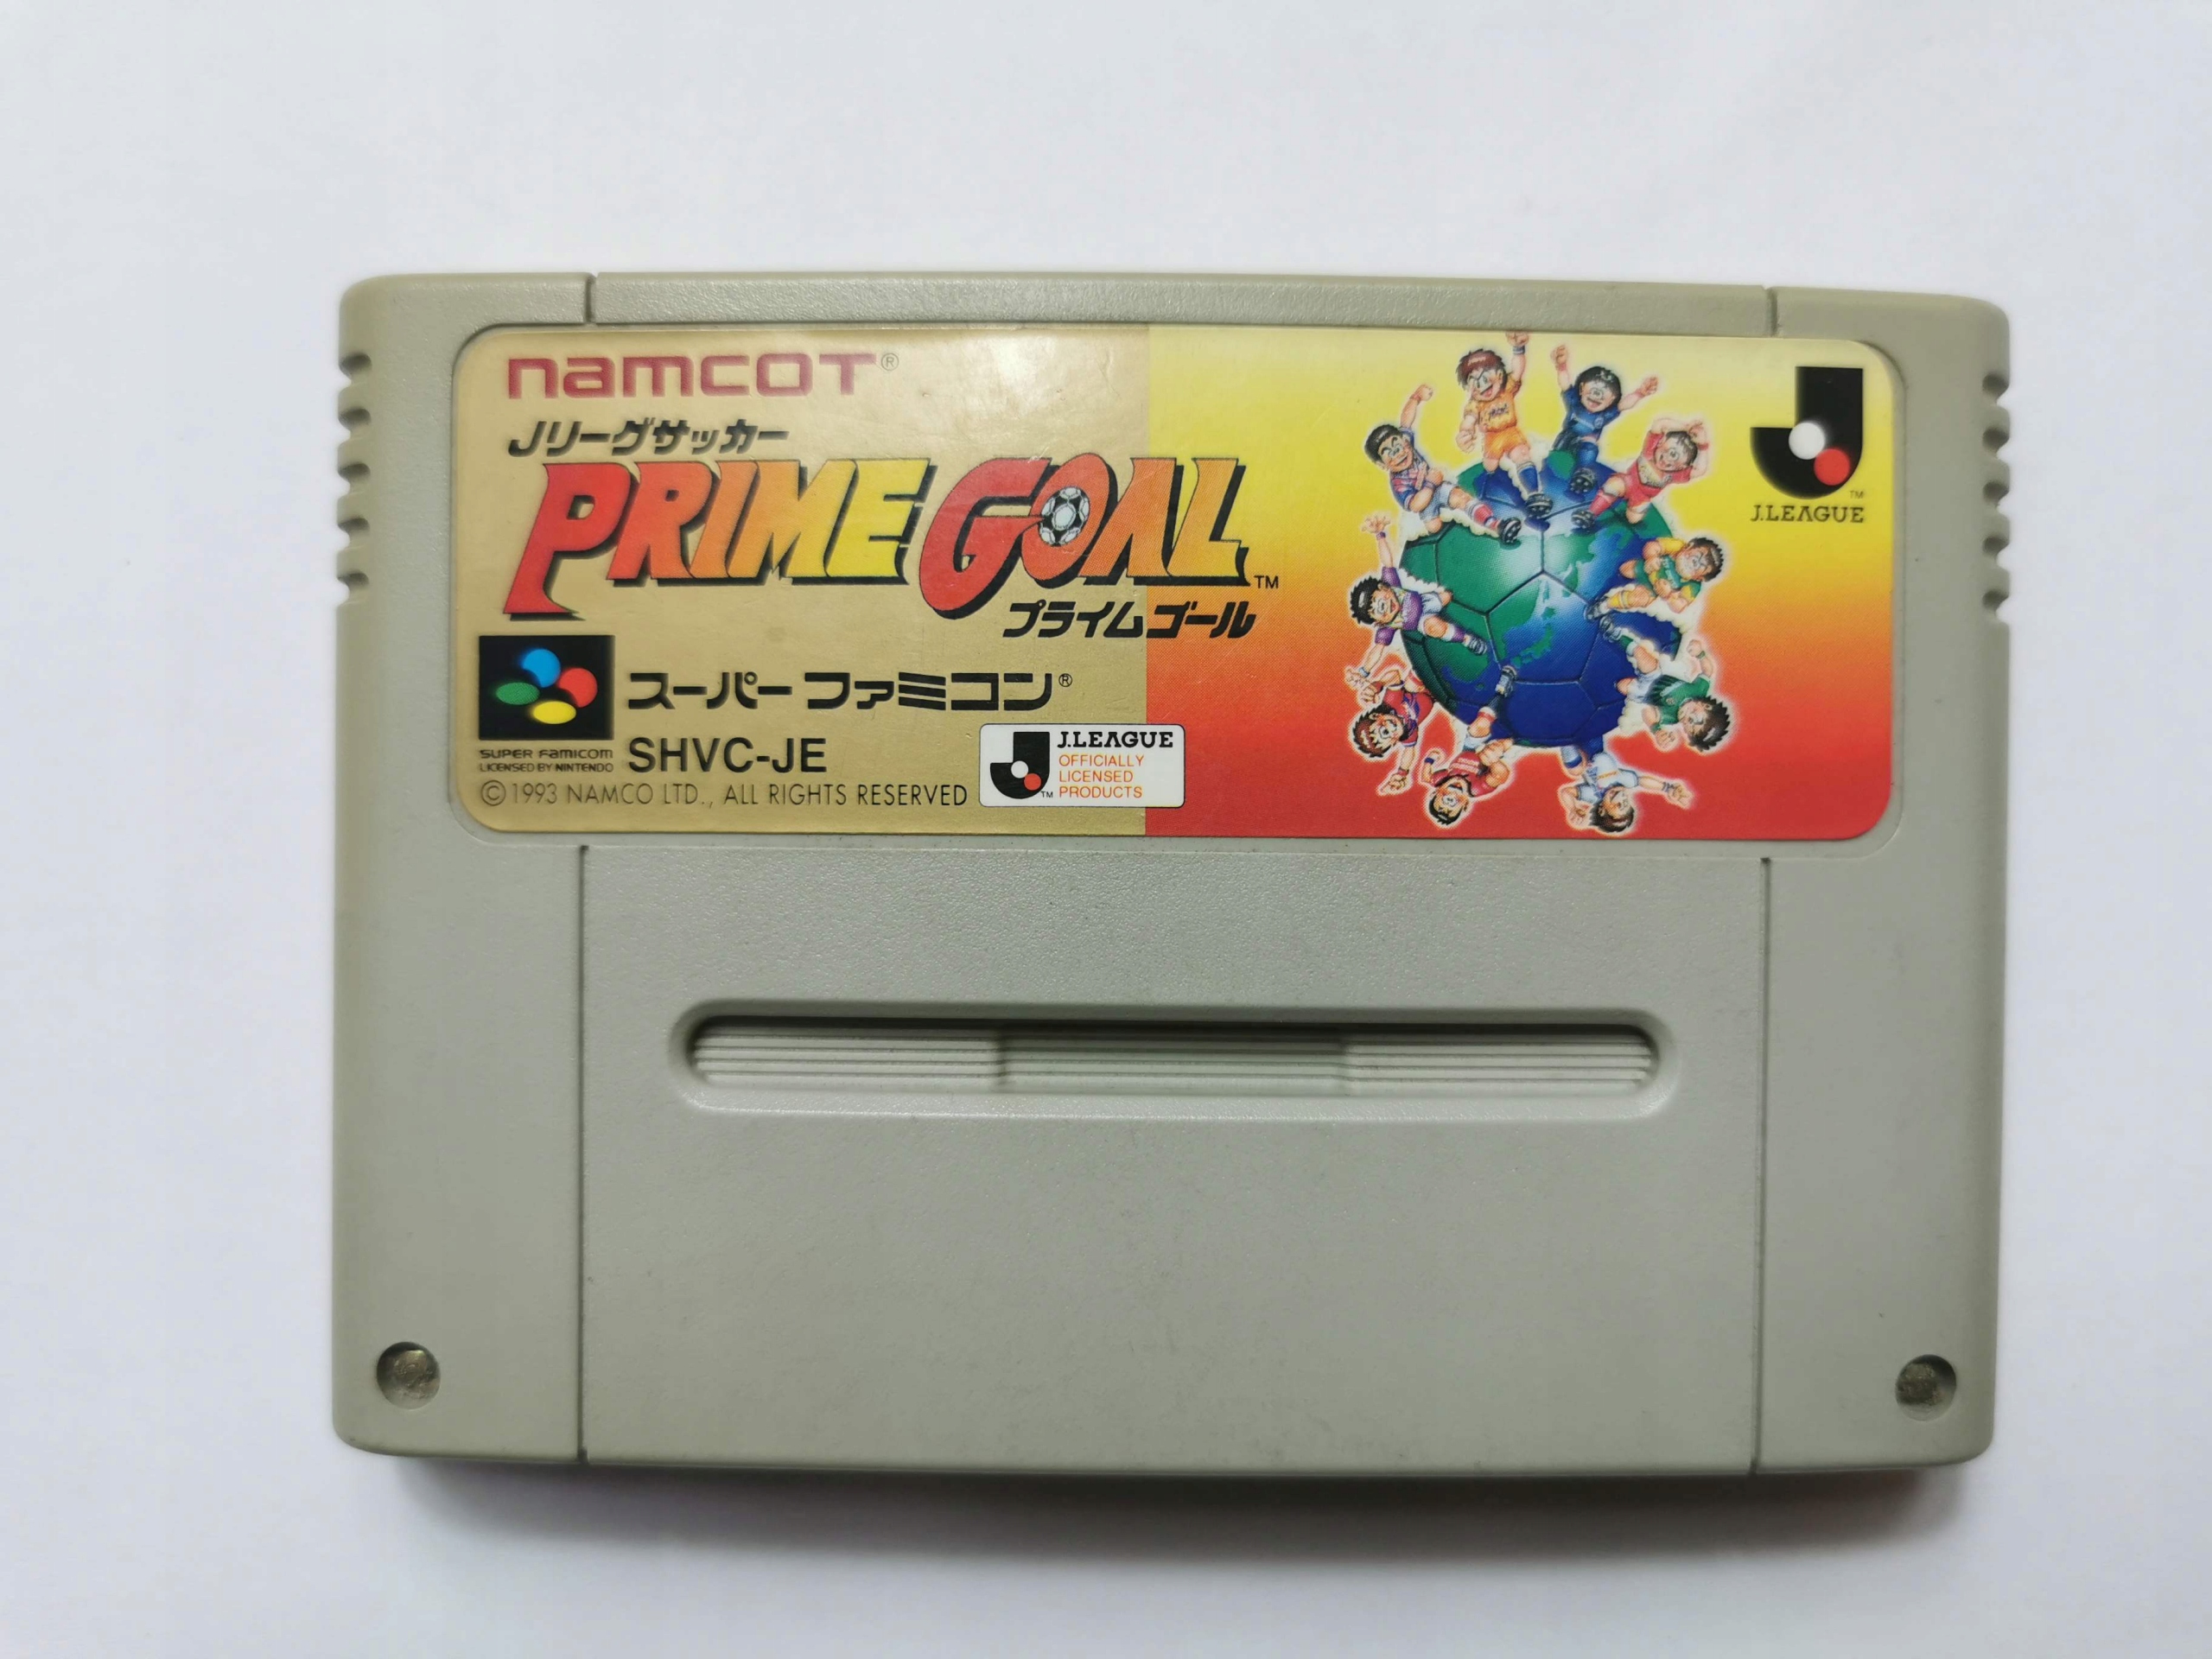 namcoT®
Jリーグサッカー
PRIME GOAL™
プライムゴール
スーパーファミコン®
SUPER FAMICOM
LICENSED BY NINTENDO
SHVC-JE
©1993 NAMCO LTD., ALL RIGHTS RESERVED
J.LEAGUE
OFFICIALLY
LICENSED
PRODUCTS
TM
TM
J.LEAGUE